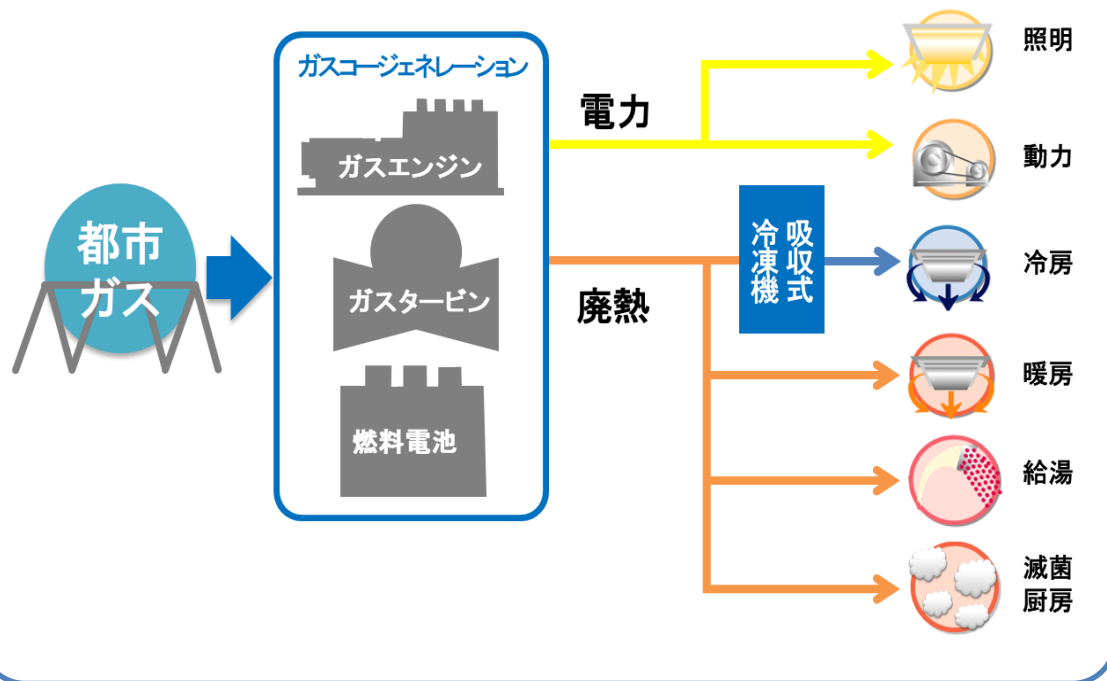 都市
ガス
ガスコージェネレーション
ガスエンジン
ガスタービン
燃料電池
電力
廃熱
吸収式
冷凍機
照明
動力
冷房
暖房
給湯
滅菌
厨房